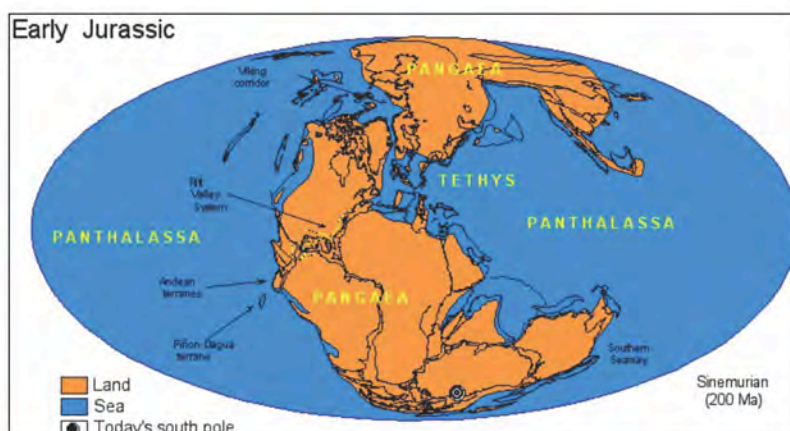 Early Jurassic
Viking
corridor
PANGAEA
TETHYS
Rift
Valley
System
PANTHALASSA
PANTHALASSA
Andean
terranes
PANGAEA
Piñon-Dagua
terrane
Southern
Seaway
Land
Sea
Today's south pole
Sinemurian
(200 Ma)